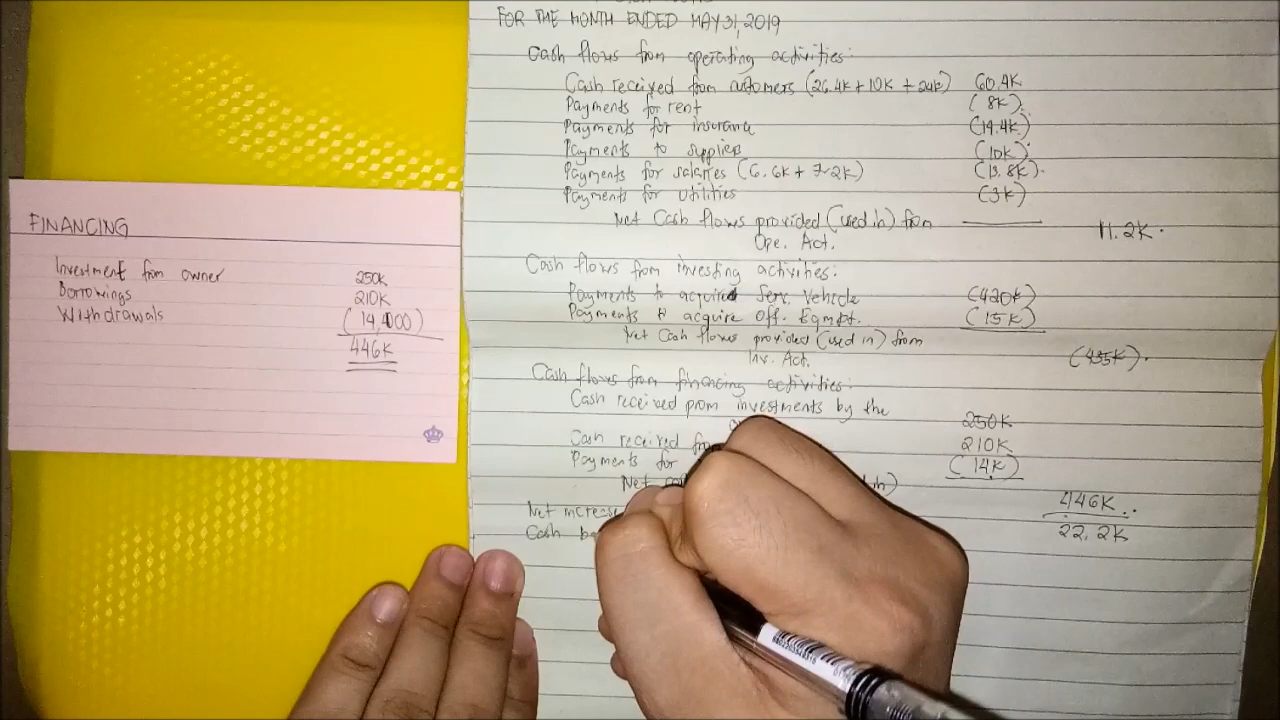 FINANCING
Investment from owner 250K
Borrowings 210K
Withdrawals (14,000)
446K
FOR THE MONTH ENDED MAY 31, 2019
Cash flows from operating activities:
Cash received from customers (26.4K + 10K + 24K) 60.4K
Payments for rent (8K)
Payments for insurance (14.4K)
Payments to suppliers (10K)
Payments for salaries (6.6K + 7.2K) (13.8K)
Payments for utilities (3K)
Net Cash flows provided (used in) from 11.2K
Ope. Act.
Cash flows from investing activities:
Payments to acquire Serv. Vehicle (420K)
Payments to acquire Off. Eqmpt. (15K)
Net Cash flows provided (used in) from
Inv. Act. (435K)
Cash flows from financing activities:
Cash received from investments by the
250K
Cash received from 210K
Payments for (14K)
Net
446K
Net increase 22.2K
Cash